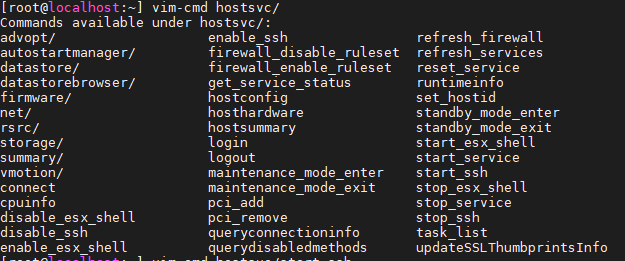 [root@localhost:~] vim-cmd hostsvc/
Commands available under hostsvc/:
advopt/ enable_ssh refresh_firewall
autostartmanager/ firewall_disable_ruleset refresh_services
datastore/ firewall_enable_ruleset reset_service
datastorebrowser/ get_service_status runtimeinfo
firmware/ hostconfig set_hostid
net/ hosthardware standby_mode_enter
rsrc/ hostsummary standby_mode_exit
storage/ login start_esx_shell
summary/ logout start_service
vmotion/ maintenance_mode_enter start_ssh
connect maintenance_mode_exit stop_esx_shell
cpuinfo pci_add stop_service
disable_esx_shell pci_remove stop_ssh
disable_ssh queryconnectioninfo task_list
enable_esx_shell querydisabledmethods updateSSLThumbprintsInfo
[root@localhost:~] vim-cmd hostsvc/start_ssh